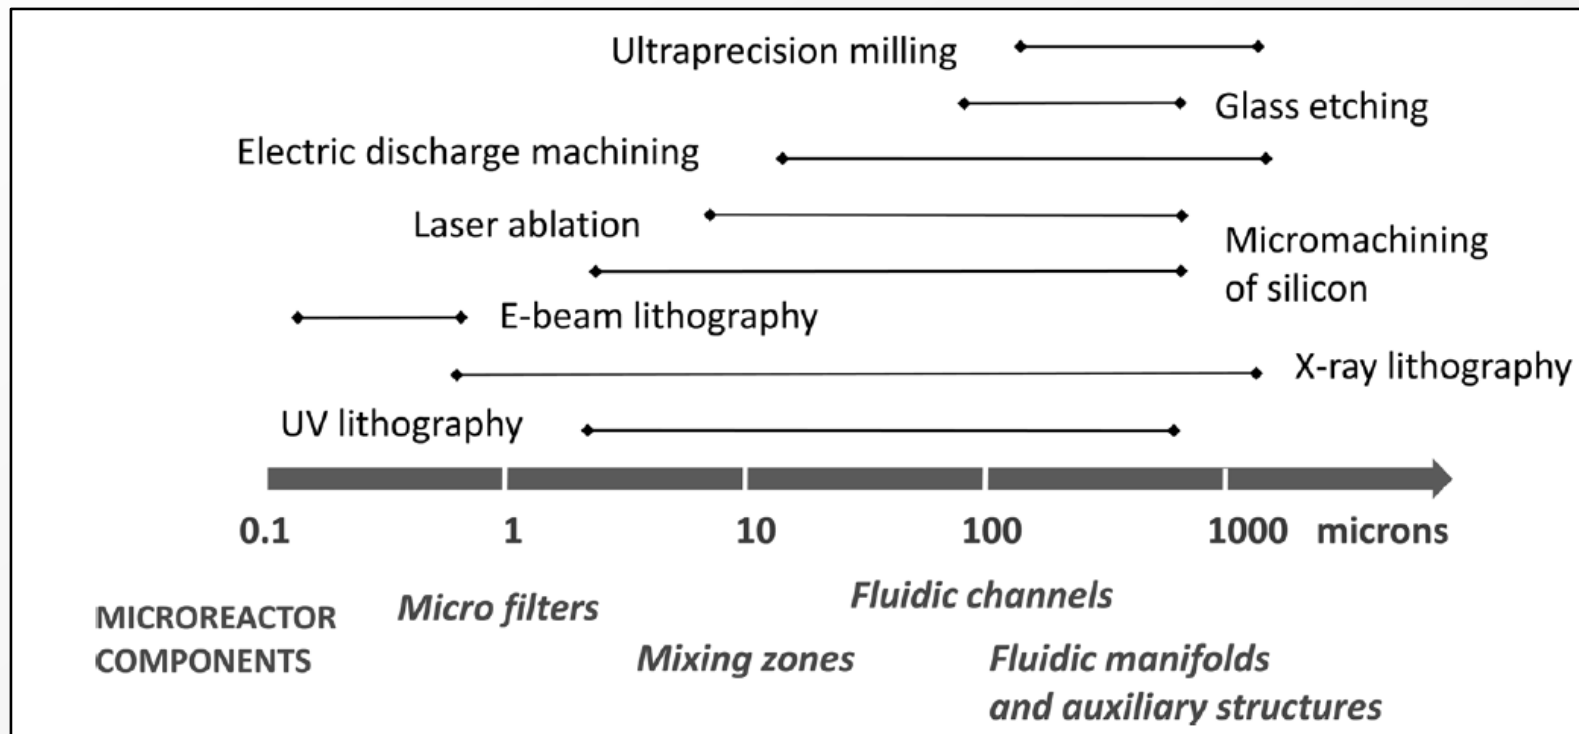 Ultraprecision milling
Glass etching
Electric discharge machining
Laser ablation
Micromachining
of silicon
E-beam lithography
X-ray lithography
UV lithography
0.1 1 10 100 1000 microns
MICROREACTOR
COMPONENTS
Micro filters
Mixing zones
Fluidic channels
Fluidic manifolds
and auxiliary structures